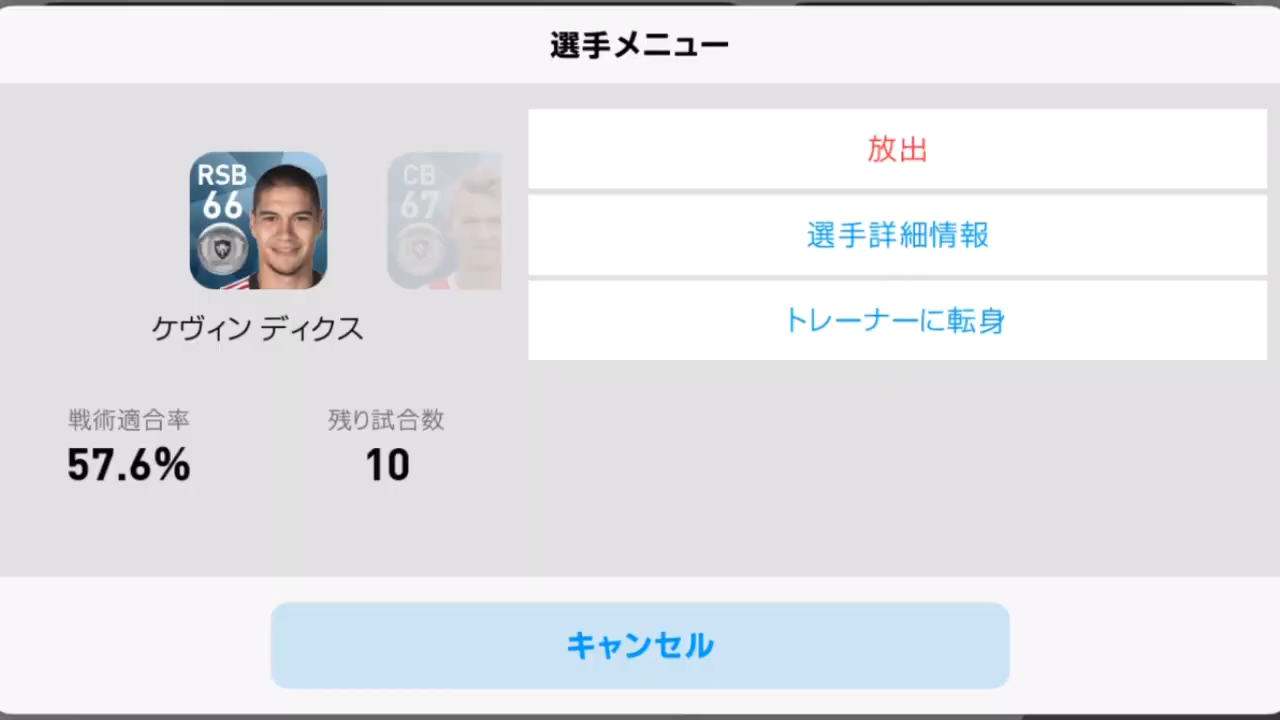 選手メニュー
RSB
66
CB
67
ケヴィン ディクス
戦術適合率
57.6%
残り試合数
10
放出
選手詳細情報
トレーナーに転身
キャンセル